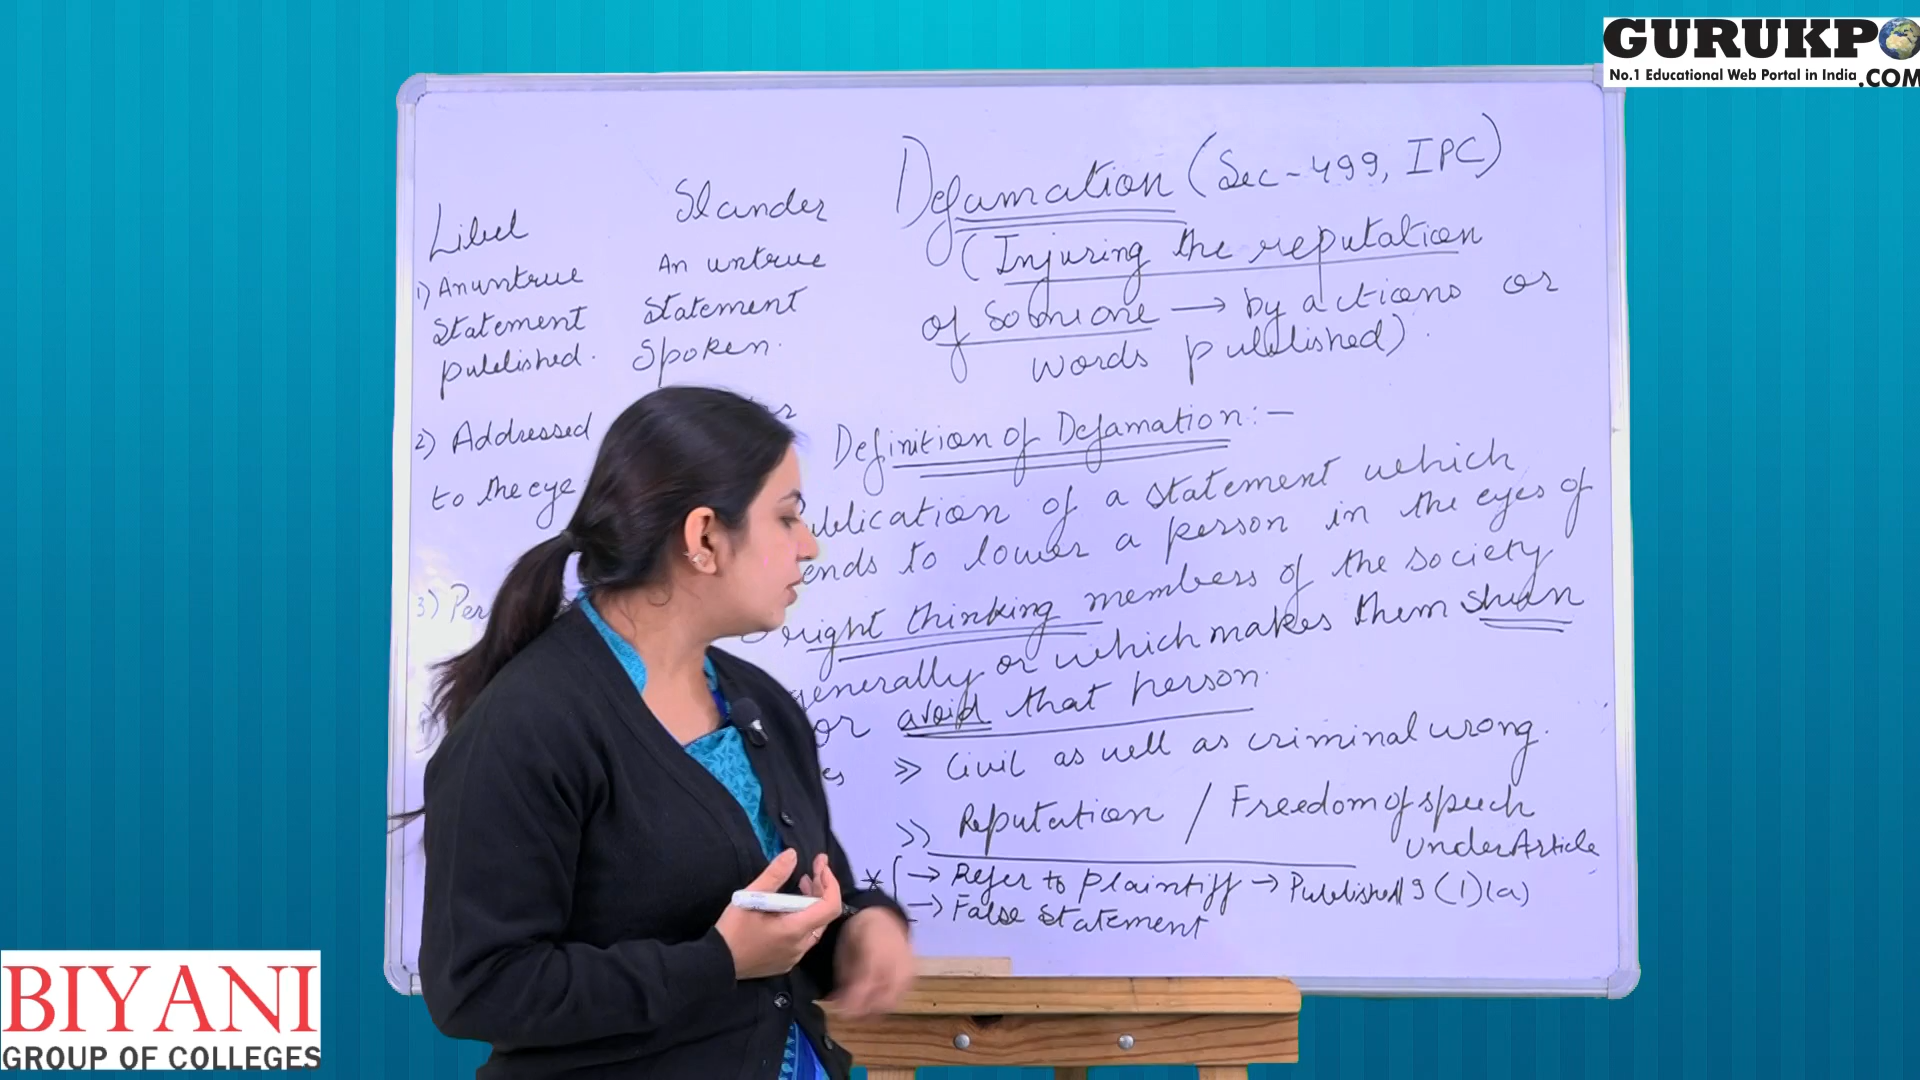 GURUKPO
No.1 Educational Web Portal in India .COM
Defamation (Sec-499, IPC)
(Injuring the reputation
of Someone → by actions or
words published).
Libel
1) An untrue
Statement
published.
2) Addressed
to the eye
3) Per
Slander
An untrue
Statement
Spoken.
Definition of Defamation:-
ublication of a statement which
ends to lower a person in the eyes of
right thinking members of the society
generally or which makes them shun
or avoid that person.
es » Civil as well as criminal wrong.
» Reputation / Freedom of speech
under Article
* → Refer to plaintiff → Published 19(1)(a)
→ False Statement
BIYANI
GROUP OF COLLEGES